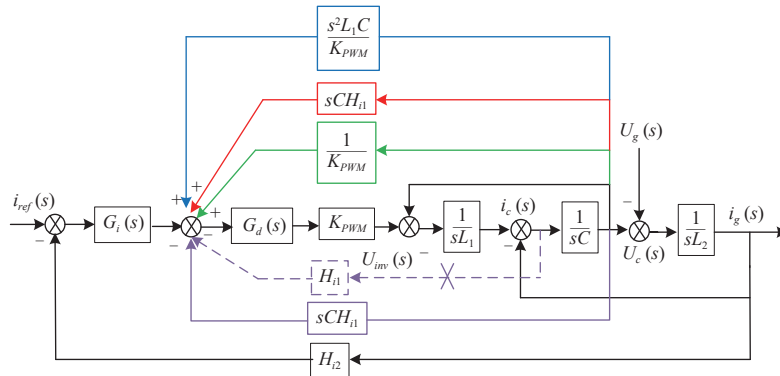 s²L₁C
K_PWM
sCH_i1
1
K_PWM
U_g(s)
+
+
+
+
i_ref(s)
−
G_i(s)
−
−
G_d(s)
K_PWM
1
sL₁
i_c(s)
−
1
sC
−
U_c(s)
1
sL₂
i_g(s)
H_i1
U_inv(s)
−
−
sCH_i1
H_i2